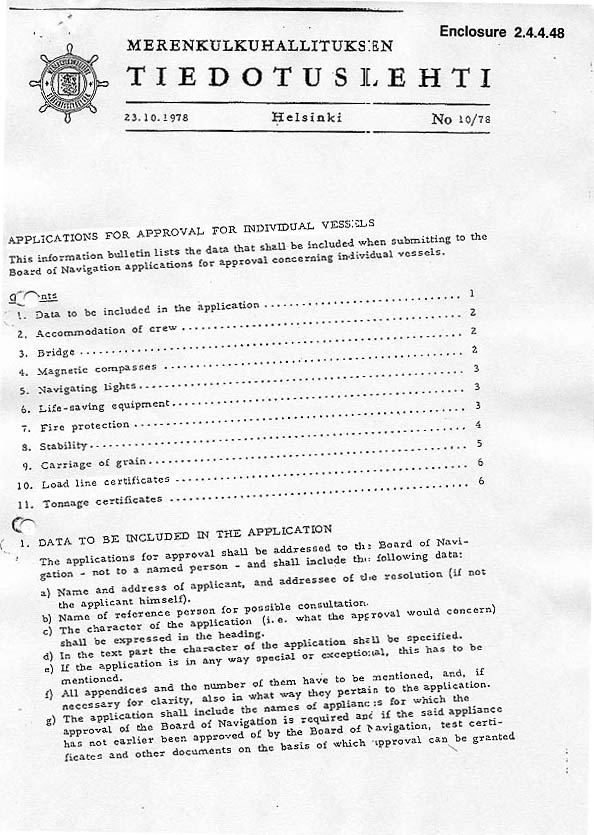 Enclosure 2.4.4.48
MERENKULKUHALLITUKSEN
TIEDOTUSLEHTI
23.10.1978 Helsinki No 10/78
APPLICATIONS FOR APPROVAL FOR INDIVIDUAL VESSELS
This information bulletin lists the data that shall be included when submitting to the
Board of Navigation applications for approval concerning individual vessels.
1. Data to be included in the application ........................ 1
2. Accommodation of crew ........................ 2
3. Bridge ........................ 2
4. Magnetic compasses ........................ 2
5. Navigating lights ........................ 3
6. Life-saving equipment ........................ 3
7. Fire protection ........................ 3
8. Stability ........................ 4
9. Carriage of grain ........................ 5
10. Load line certificates ........................ 6
11. Tonnage certificates ........................ 6
1. DATA TO BE INCLUDED IN THE APPLICATION
The applications for approval shall be addressed to the Board of Navi-
gation - not to a named person - and shall include the following data:
a) Name and address of applicant, and addressee of the resolution (if not
the applicant himself).
b) Name of reference person for possible consultation.
c) The character of the application (i.e. what the approval would concern)
shall be expressed in the heading.
d) In the text part the character of the application shall be specified.
e) If the application is in any way special or exceptional, this has to be
mentioned.
f) All appendices and the number of them have to be mentioned, and, if
necessary for clarity, also in what way they pertain to the application.
g) The application shall include the names of appliances for which the
approval of the Board of Navigation is required and if the said appliance
has not earlier been approved of by the Board of Navigation, test certi-
ficates and other documents on the basis of which approval can be granted